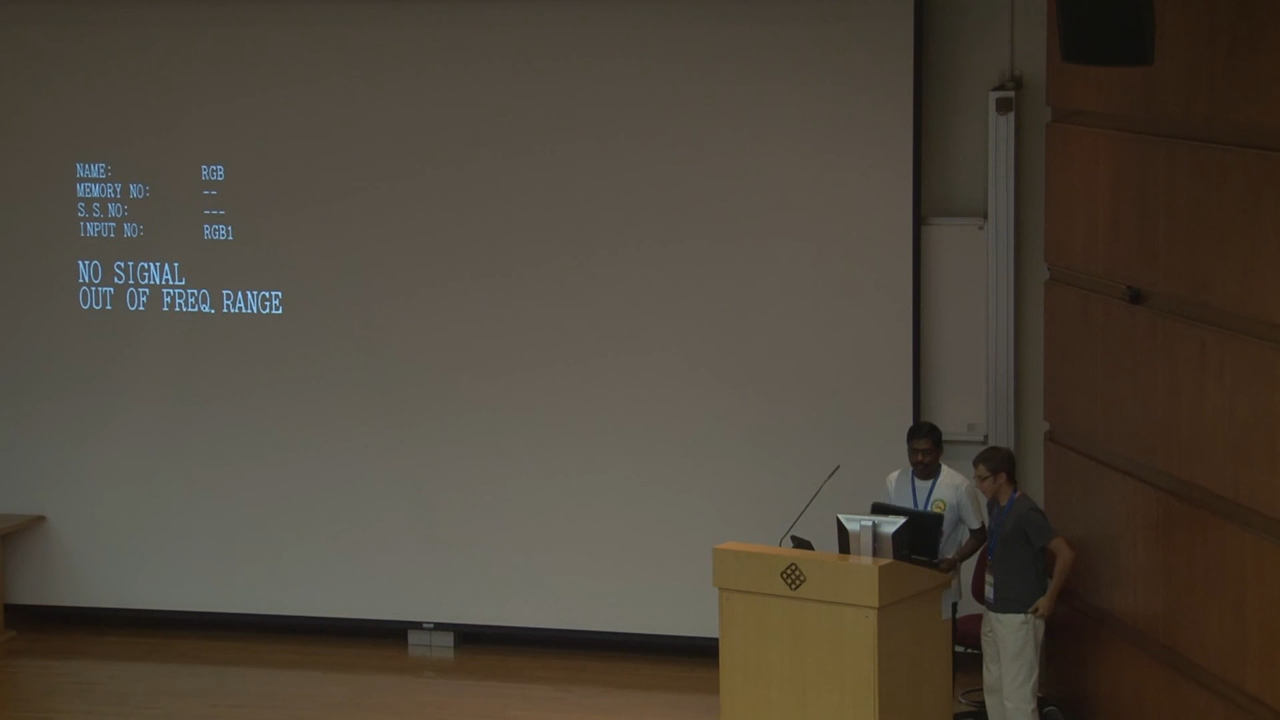 NAME: RGB
MEMORY NO: --
S.S.NO: ---
INPUT NO: RGB1
NO SIGNAL
OUT OF FREQ.RANGE